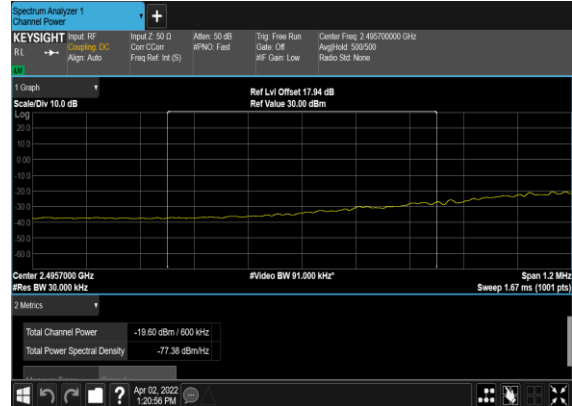 Spectrum Analyzer 1
Channel Power
+
KEYSIGHT Input: RF Input Z: 50 Ω Atten: 50 dB Trig: Free Run Center Freq: 2.495700000 GHz
RL Coupling: DC Corr CCorr #PNO: Fast Gate: Off Avg|Hold: 500/500
Align: Auto Freq Ref: Int (S) #IF Gain: Low Radio Std: None
LM
1 Graph
Ref Lvl Offset 17.94 dB
Scale/Div 10.0 dB Ref Value 30.00 dBm
Log
20.0
10.0
0.00
-10.0
-20.0
-30.0
-40.0
-50.0
-60.0
Center 2.4957000 GHz #Video BW 91.000 kHz* Span 1.2 MHz
#Res BW 30.000 kHz Sweep 1.67 ms (1001 pts)
2 Metrics
Total Channel Power -19.60 dBm / 600 kHz
Total Power Spectral Density -77.38 dBm/Hz
? Apr 02, 2022
1:20:56 PM